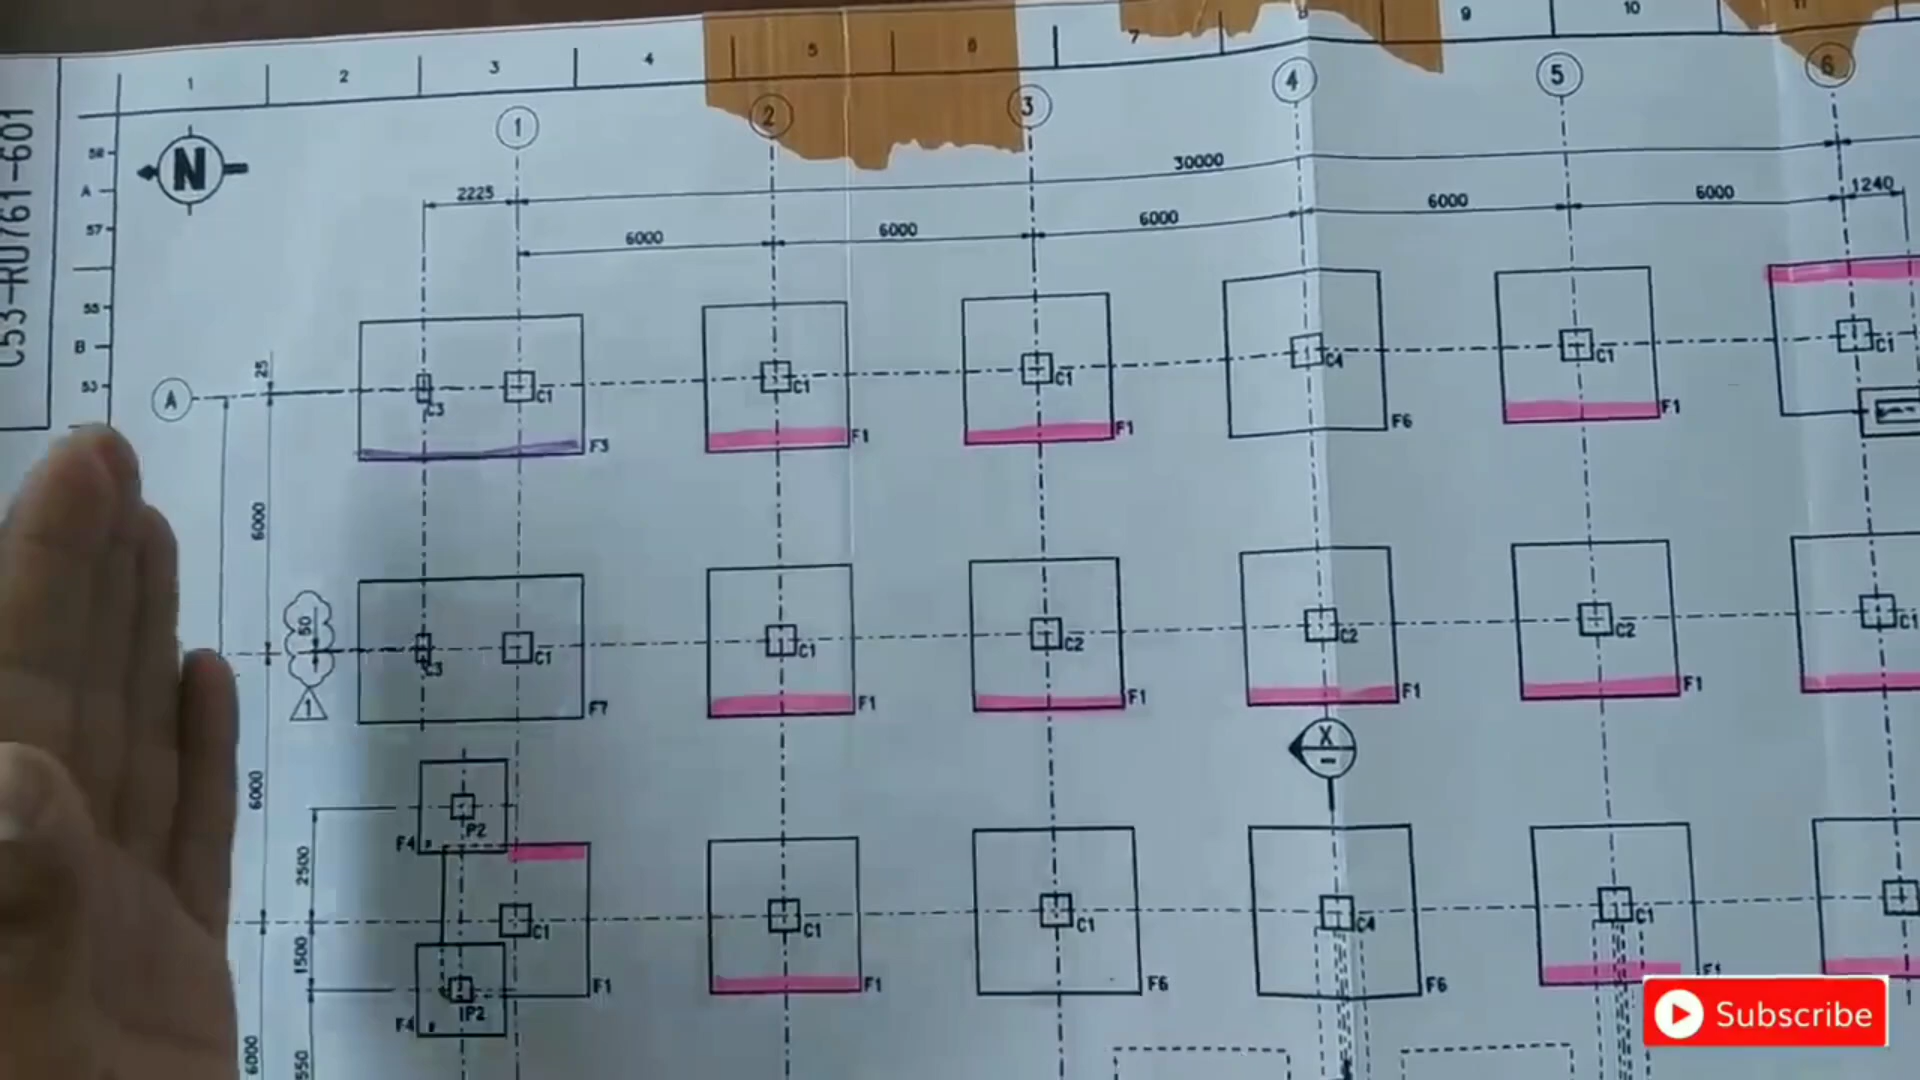 C53-RU761-601
1 2 3 4 5 6 7 8 9 10 11
58
A
57
55
B
53
N
1 2 3 4 5 6
30000
2225
6000 6000 6000 6000 6000 1240
25
A
C3 C1 C1 C1 C4 C1 C1
F3 F1 F1 F6 F1
6000
50
1
C3 C1 C1 C2 C2 C2 C1
F7 F1 F1 F1 F1
X
-
6000
2500
P2
F4
C1 C1 C1 C4 C1
1500
F1 F1 F6 F6 F1
P2
F4
6000
550
Subscribe